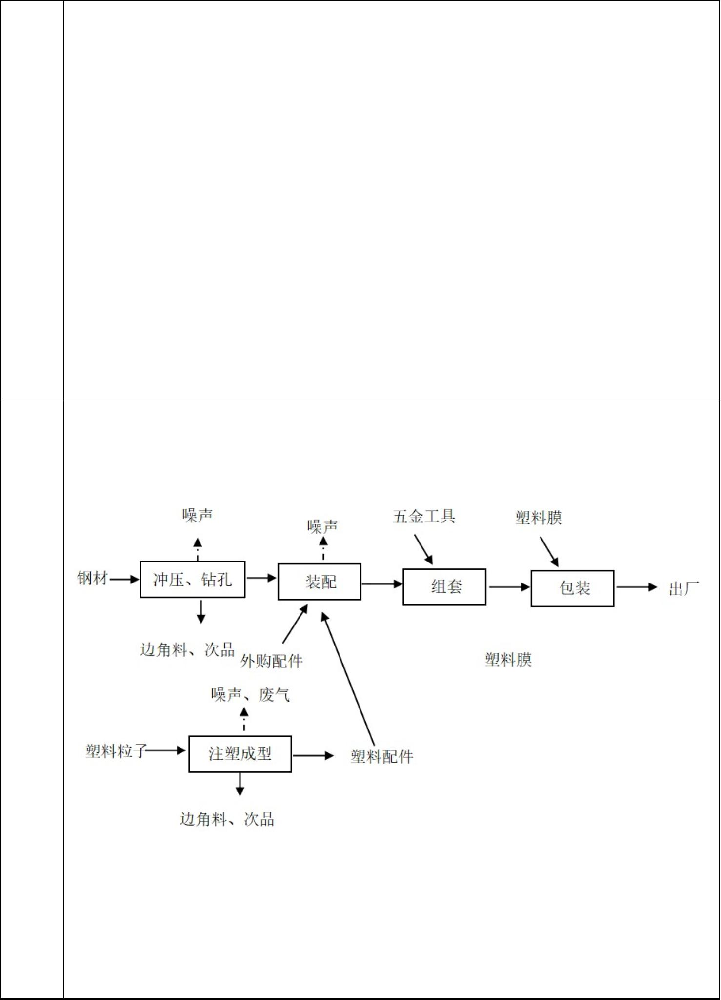 噪声
噪声
五金工具
塑料膜
钢材
冲压、钻孔
装配
组套
包装
出厂
边角料、次品
外购配件
塑料膜
噪声、废气
塑料粒子
注塑成型
塑料配件
边角料、次品